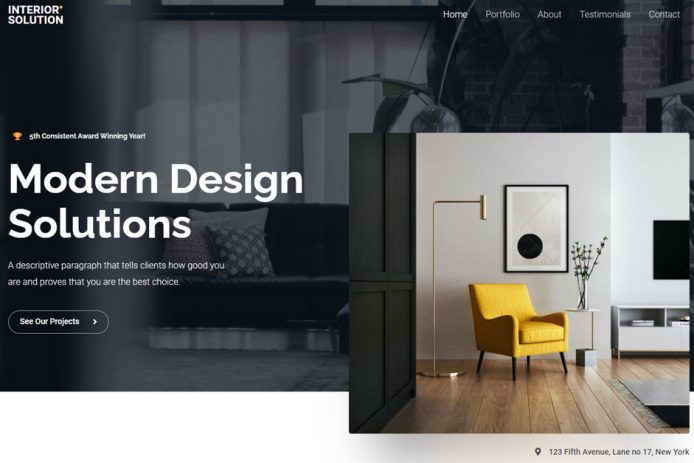 INTERIOR
SOLUTION
Home Portfolio About Testimonials Contact
5th Consistent Award Winning Year!
Modern Design
Solutions
A descriptive paragraph that tells clients how good you
are and proves that you are the best choice.
See Our Projects
123 Fifth Avenue, Lane no 17, New York